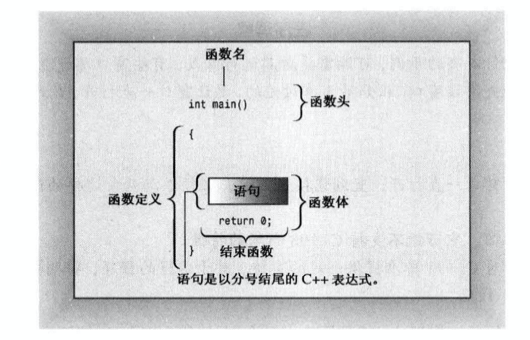 函数名
int main()
函数头
{
函数定义
语句
函数体
return 0;
}
结束函数
语句是以分号结尾的 C++ 表达式。